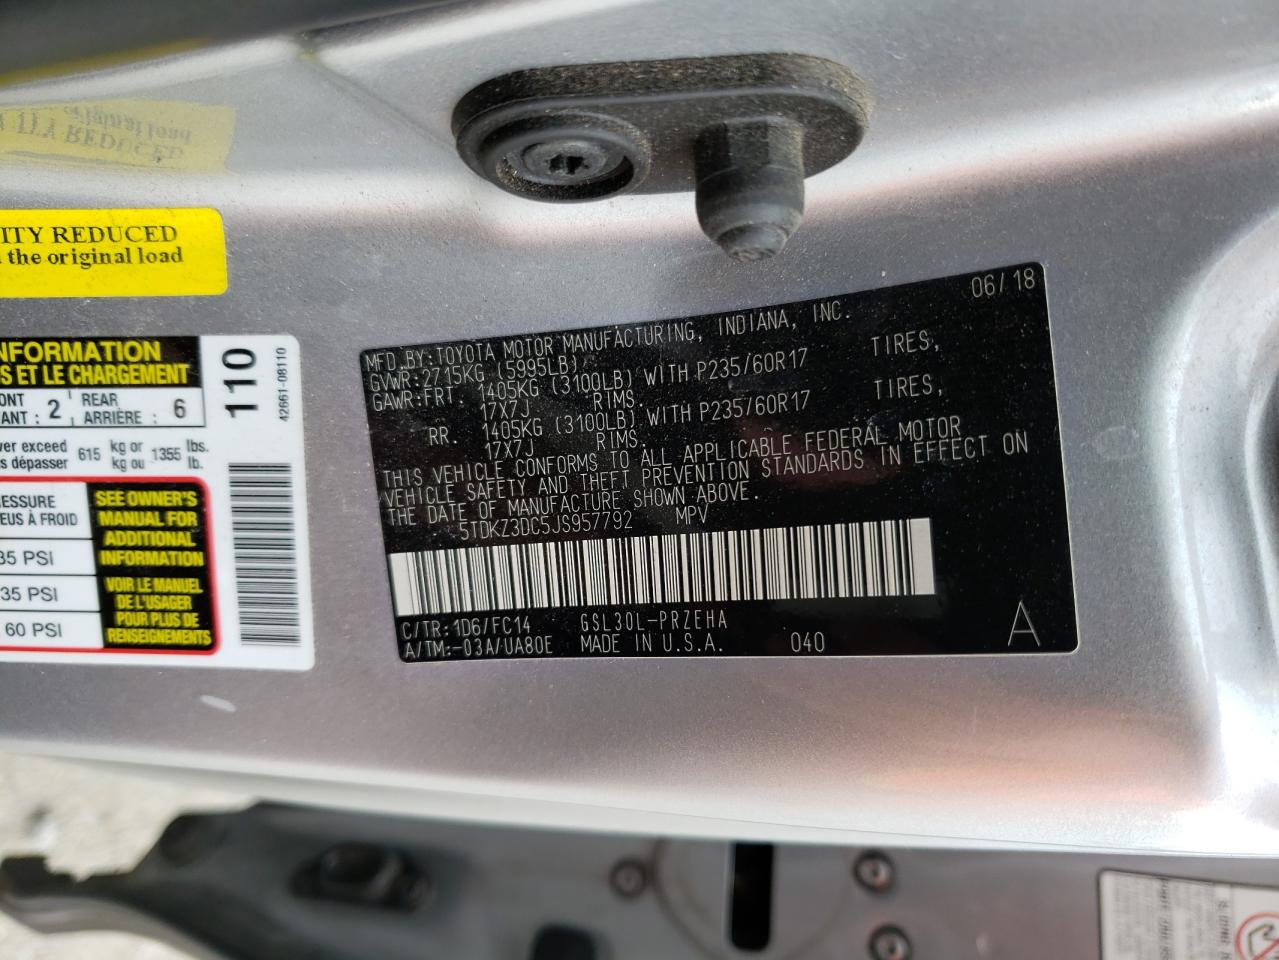 ITY REDUCED
the original load
NFORMATION
S ET LE CHARGEMENT
ONT
ANT : 2
REAR
ARRIÈRE : 6
ver exceed 615 kg or 1355 lbs.
s dépasser kg ou lb.
RESSURE
EUS À FROID
35 PSI
35 PSI
60 PSI
SEE OWNER'S
MANUAL FOR
ADDITIONAL
INFORMATION
VOIR LE MANUEL
DE L'USAGER
POUR PLUS DE
RENSEIGNEMENTS
110
42661-08110
06/18
MFD.BY:TOYOTA MOTOR MANUFACTURING, INDIANA, INC.
GVWR:2715KG (5995LB)
GAWR:FRT. 1405KG (3100LB) WITH P235/60R17 TIRES,
17X7J RIMS.
RR. 1405KG (3100LB) WITH P235/60R17 TIRES,
17X7J RIMS.
THIS VEHICLE CONFORMS TO ALL APPLICABLE FEDERAL MOTOR
VEHICLE SAFETY AND THEFT PREVENTION STANDARDS IN EFFECT ON
THE DATE OF MANUFACTURE SHOWN ABOVE.
5TDKZ3DC5JS957792 MPV
C/TR:1D6/FC14 GSL30L-PRZEHA
A/TM:-03A/UA80E MADE IN U.S.A. 040
A